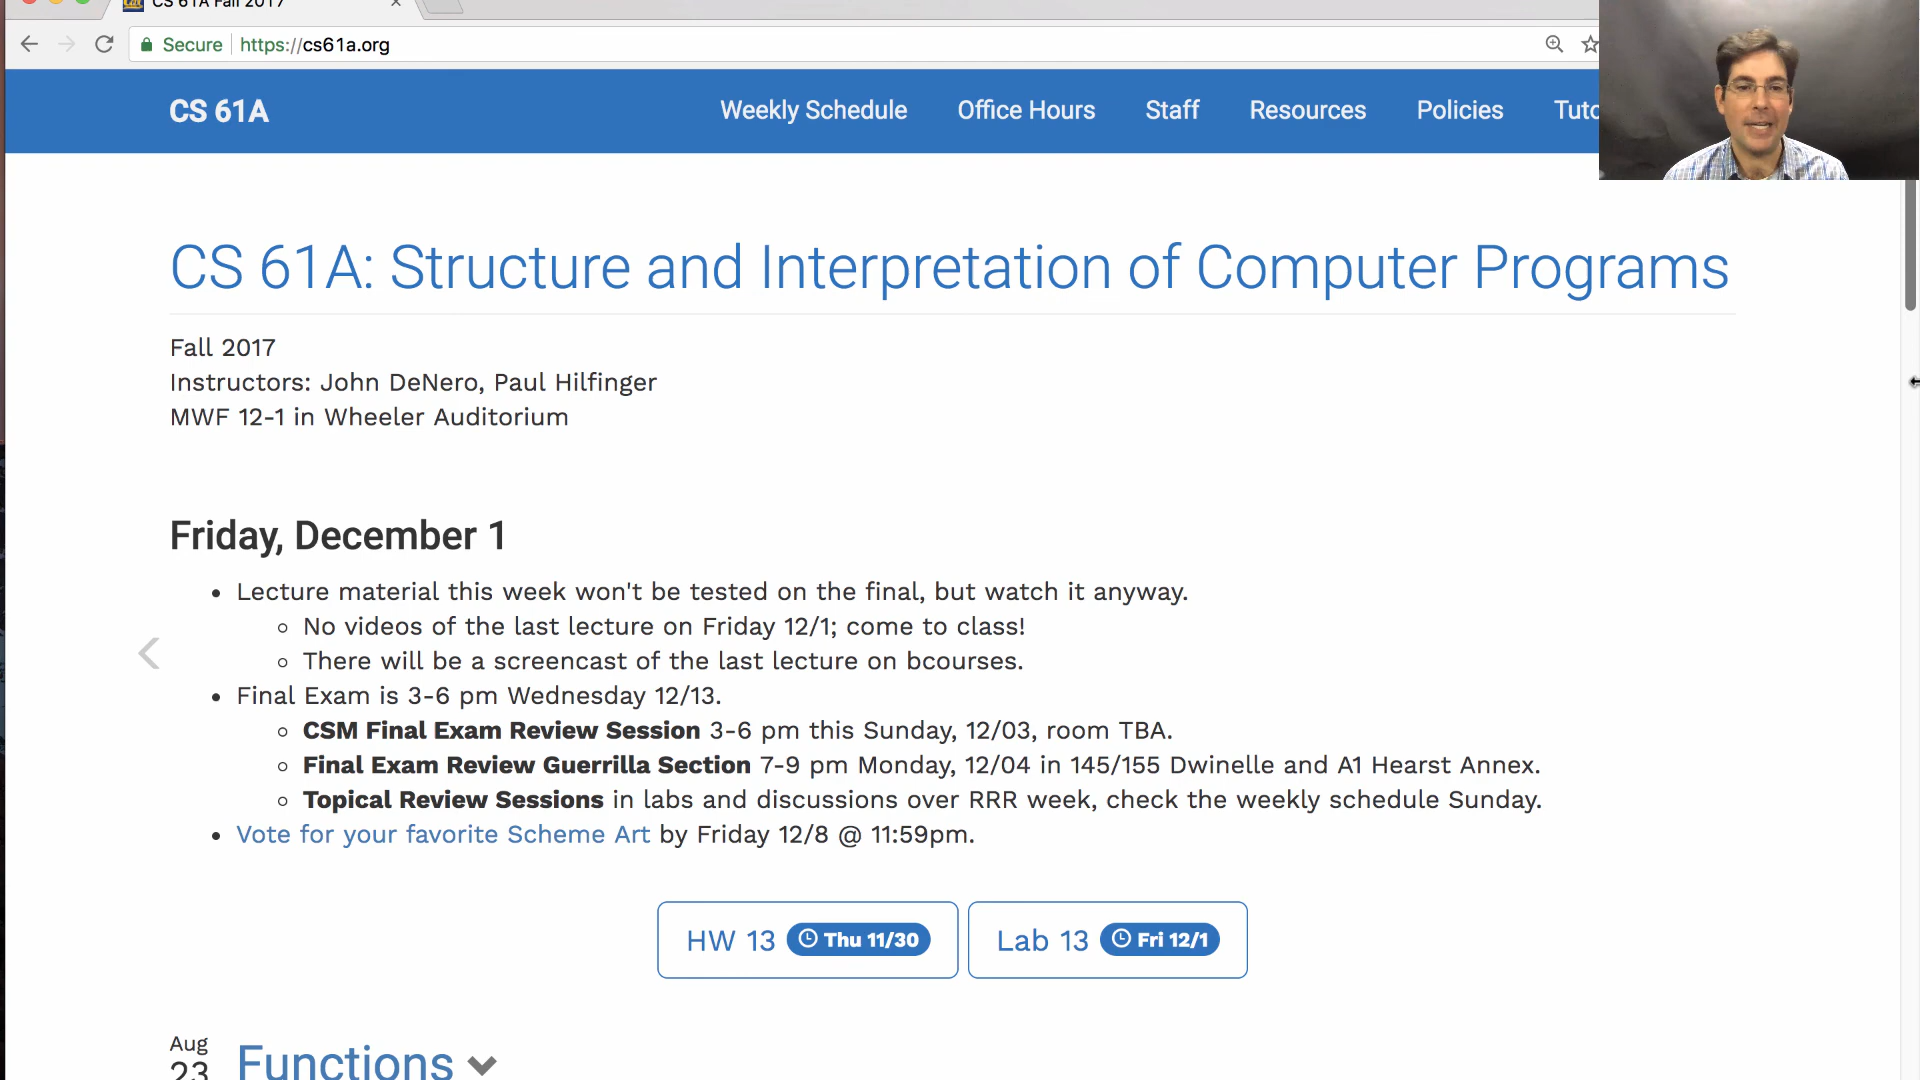 CS 61A Fall 2017
Secure https://cs61a.org
CS 61A Weekly Schedule Office Hours Staff Resources Policies Tuto
CS 61A: Structure and Interpretation of Computer Programs
Fall 2017
Instructors: John DeNero, Paul Hilfinger
MWF 12-1 in Wheeler Auditorium
Friday, December 1
Lecture material this week won't be tested on the final, but watch it anyway.
No videos of the last lecture on Friday 12/1; come to class!
There will be a screencast of the last lecture on bcourses.
Final Exam is 3-6 pm Wednesday 12/13.
CSM Final Exam Review Session 3-6 pm this Sunday, 12/03, room TBA.
Final Exam Review Guerrilla Section 7-9 pm Monday, 12/04 in 145/155 Dwinelle and A1 Hearst Annex.
Topical Review Sessions in labs and discussions over RRR week, check the weekly schedule Sunday.
Vote for your favorite Scheme Art by Friday 12/8 @ 11:59pm.
HW 13 Thu 11/30 Lab 13 Fri 12/1
Aug
23 Functions